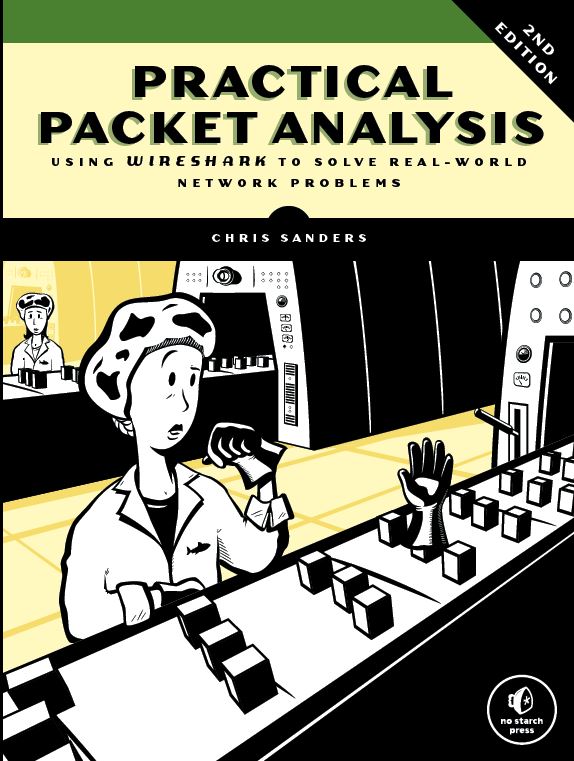 2ND
EDITION
PRACTICAL
PACKET ANALYSIS
USING WIRESHARK TO SOLVE REAL-WORLD
NETWORK PROBLEMS
CHRIS SANDERS
no starch
press